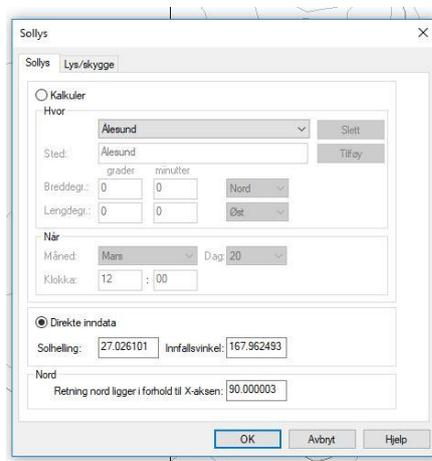 Sollys
Sollys Lys/skygge
Kalkuler
Hvor
Ålesund Slett
Sted: Ålesund Tilføy
grader minutter
Breddegr.: 0 0 Nord
Lengdegr.: 0 0 Øst
Når
Måned: Mars Dag: 20
Klokka: 12 : 00
Direkte inndata
Solhelling: 27.026101 Innfallsvinkel: 167.962493
Nord
Retning nord ligger i forhold til X-aksen: 90.000003
OK Avbryt Hjelp